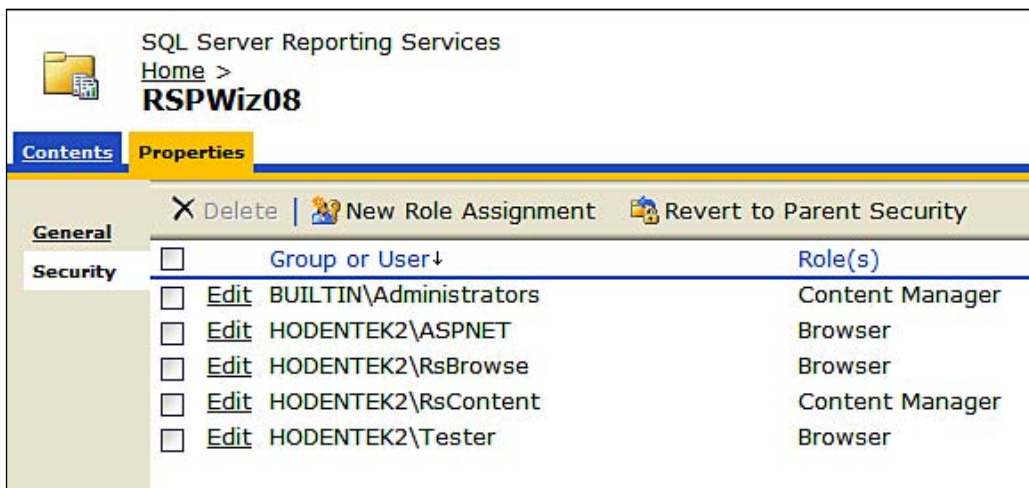 SQL Server Reporting Services
Home >
RSPWiz08
Contents Properties
General
Security
Delete | New Role Assignment Revert to Parent Security
Group or User↓ Role(s)
Edit BUILTIN\Administrators Content Manager
Edit HODENTEK2\ASPNET Browser
Edit HODENTEK2\RsBrowse Browser
Edit HODENTEK2\RsContent Content Manager
Edit HODENTEK2\Tester Browser